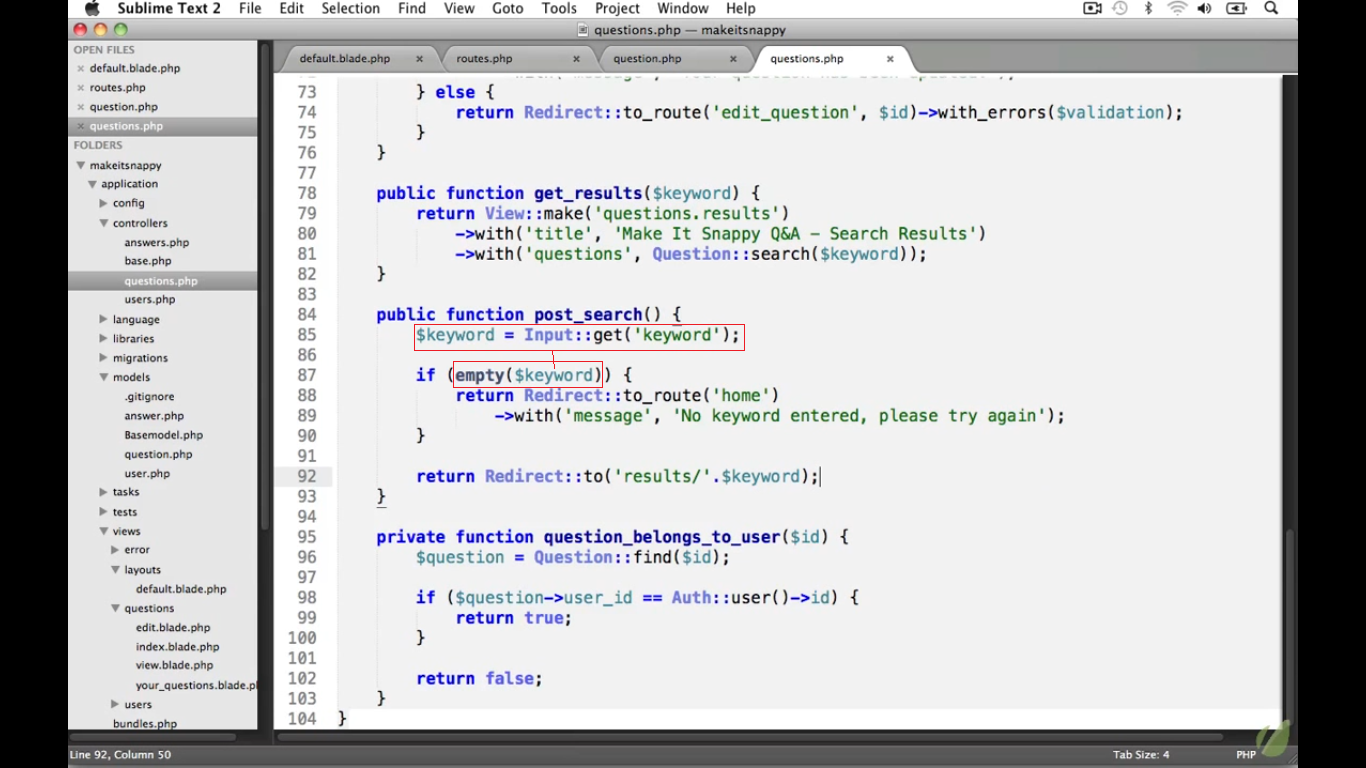 Sublime Text 2 File Edit Selection Find View Goto Tools Project Window Help
questions.php — makeitsnappy
OPEN FILES
× default.blade.php
× routes.php
× question.php
× questions.php
FOLDERS
makeitsnappy
application
config
controllers
answers.php
base.php
questions.php
users.php
language
libraries
migrations
models
.gitignore
answer.php
Basemodel.php
question.php
user.php
tasks
tests
views
error
layouts
default.blade.php
questions
edit.blade.php
index.blade.php
view.blade.php
your_questions.blade.p
users
bundles.php
default.blade.php × routes.php × question.php × questions.php ×
73 } else {
74 return Redirect::to_route('edit_question', $id)->with_errors($validation);
75 }
76 }
77
78 public function get_results($keyword) {
79 return View::make('questions.results')
80 ->with('title', 'Make It Snappy Q&A - Search Results')
81 ->with('questions', Question::search($keyword));
82 }
83
84 public function post_search() {
85 $keyword = Input::get('keyword');
86
87 if (empty($keyword)) {
88 return Redirect::to_route('home')
89 ->with('message', 'No keyword entered, please try again');
90 }
91
92 return Redirect::to('results/'.$keyword);
93 }
94
95 private function question_belongs_to_user($id) {
96 $question = Question::find($id);
97
98 if ($question->user_id == Auth::user()->id) {
99 return true;
100 }
101
102 return false;
103 }
104 }
Line 92, Column 50 Tab Size: 4 PHP